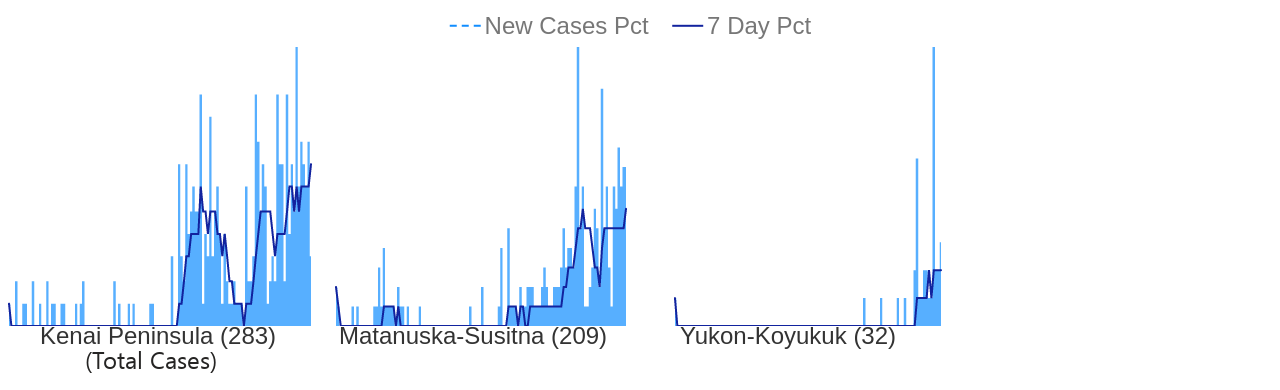 New Cases Pct 7 Day Pct
Kenai Peninsula (283) Matanuska-Susitna (209) Yukon-Koyukuk (32)
(Total Cases)